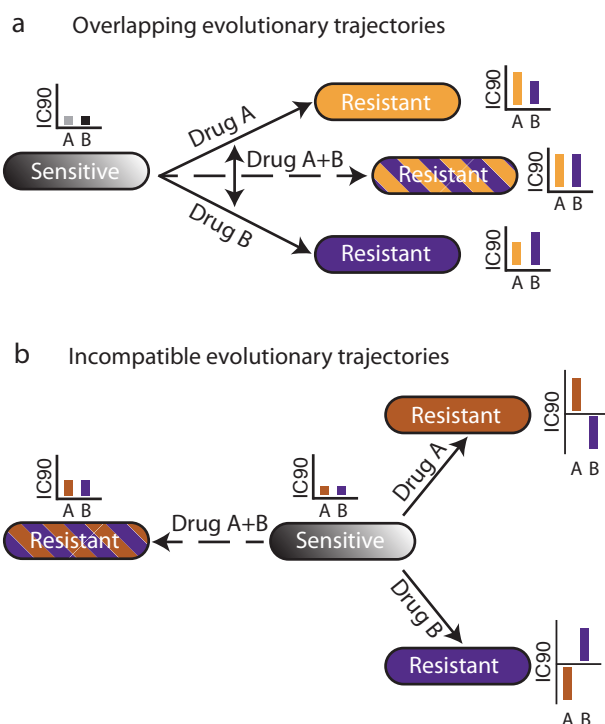 a Overlapping evolutionary trajectories
IC90
A B
Sensitive
Drug A
Drug A+B
Drug B
Resistant
IC90
A B
Resistant
IC90
A B
Resistant
IC90
A B
b Incompatible evolutionary trajectories
Resistant
IC90
A B
IC90
A B
Resistant
Drug A+B
IC90
A B
Sensitive
Drug A
Drug B
Resistant
IC90
A B